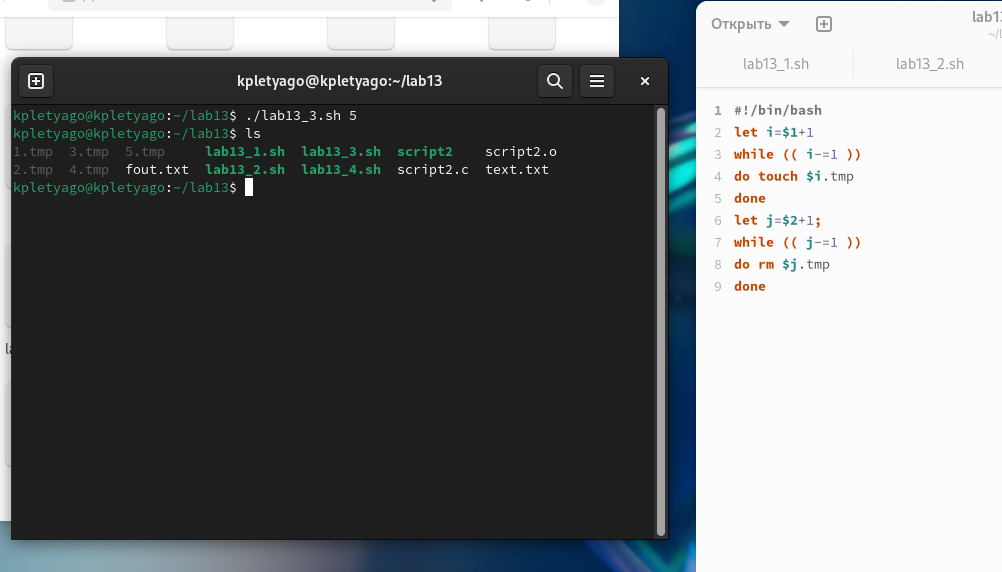 kpletyago@kpletyago:~/lab13
kpletyago@kpletyago:~/lab13$ ./lab13_3.sh 5
kpletyago@kpletyago:~/lab13$ ls
1.tmp 3.tmp 5.tmp lab13_1.sh lab13_3.sh script2 script2.o
2.tmp 4.tmp fout.txt lab13_2.sh lab13_4.sh script2.c text.txt
kpletyago@kpletyago:~/lab13$
Открыть
lab13_1.sh lab13_2.sh
1 #!/bin/bash
2 let i=$1+1
3 while (( i-=1 ))
4 do touch $i.tmp
5 done
6 let j=$2+1;
7 while (( j-=1 ))
8 do rm $j.tmp
9 done